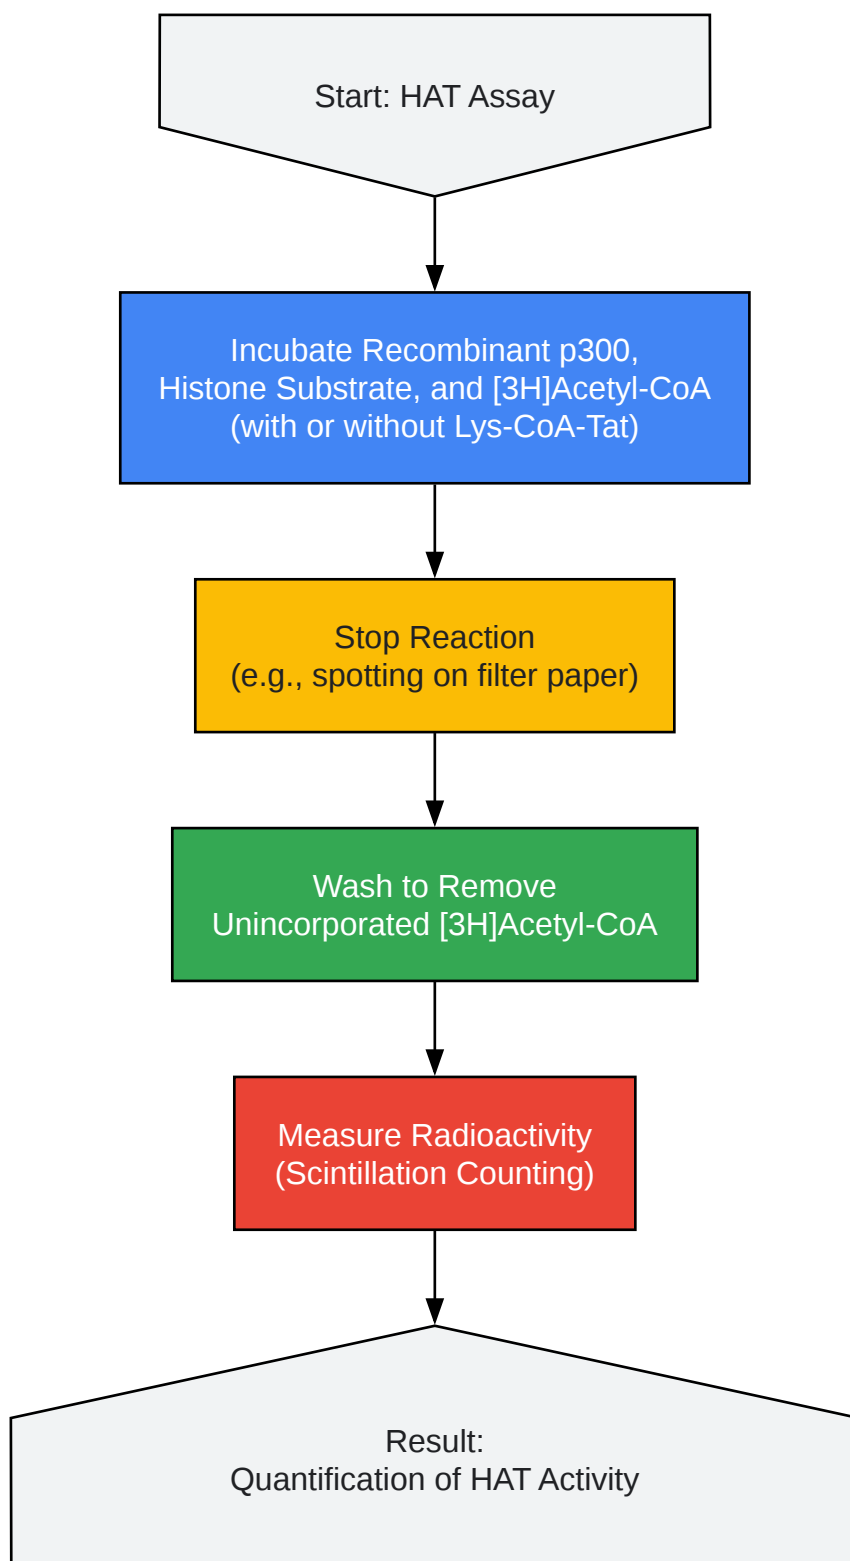 Start: HAT Assay
Incubate Recombinant p300,
Histone Substrate, and [3H]Acetyl-CoA
(with or without Lys-CoA-Tat)
Stop Reaction
(e.g., spotting on filter paper)
Wash to Remove
Unincorporated [3H]Acetyl-CoA
Measure Radioactivity
(Scintillation Counting)
Result:
Quantification of HAT Activity